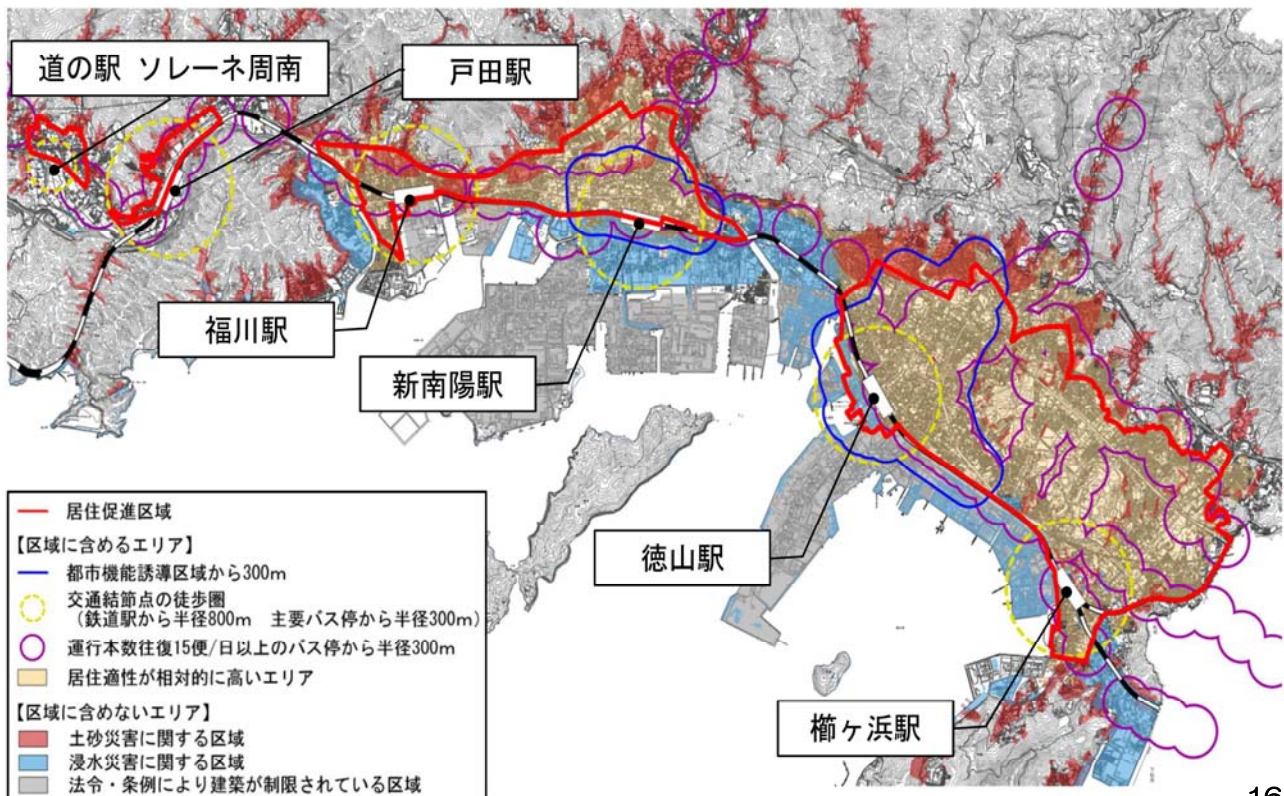 道の駅 ソレーネ周南
戸田駅
福川駅
新南陽駅
徳山駅
櫛ヶ浜駅
居住促進区域
【区域に含めるエリア】
都市機能誘導区域から300m
交通結節点の徒歩圏
(鉄道駅から半径800m　主要バス停から半径300m)
運行本数往復15便/日以上のバス停から半径300m
居住適性が相対的に高いエリア
【区域に含めないエリア】
土砂災害に関する区域
浸水災害に関する区域
法令・条例により建築が制限されている区域
16